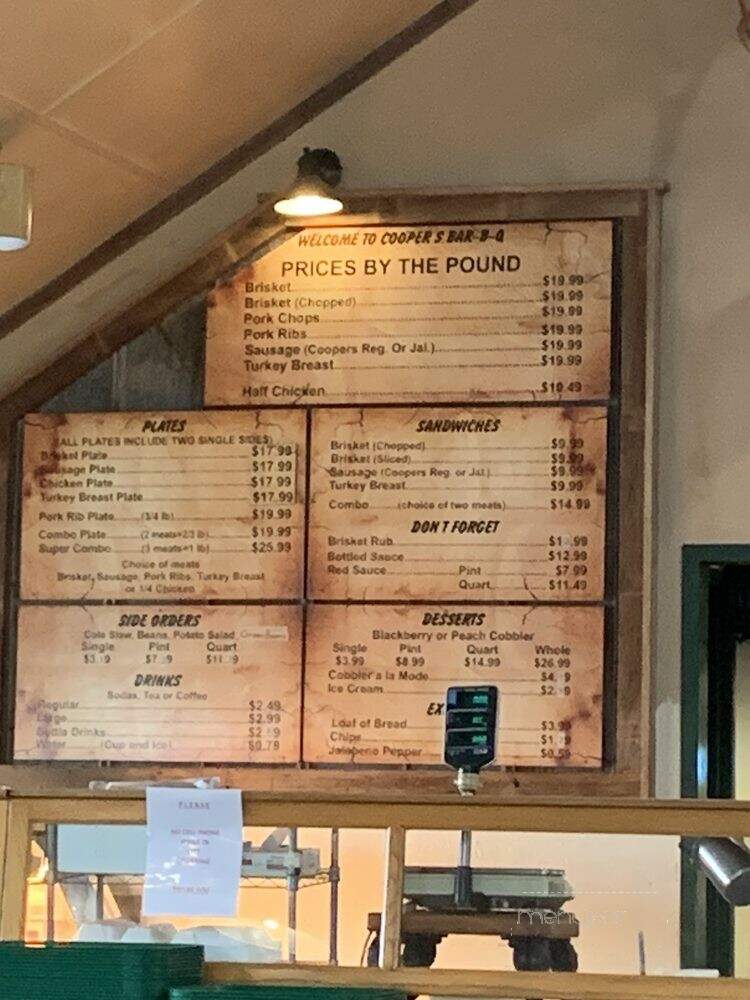 WELCOME TO COOPER'S BAR-B-Q
PRICES BY THE POUND
Brisket $19.99
Brisket (Chopped) $19.99
Pork Chops $19.99
Pork Ribs $19.99
Sausage (Coopers Reg. Or Jal.) $19.99
Turkey Breast $19.99
Half Chicken $10.49
PLATES
(ALL PLATES INCLUDE TWO SINGLE SIDES)
Brisket Plate $17.99
Sausage Plate $17.99
Chicken Plate $17.99
Turkey Breast Plate $17.99
Pork Rib Plate (3/4 lb) $19.99
Combo Plate (2 meats=2/3 lb) $19.99
Super Combo (3 meats=1 lb) $25.99
Choice of meats
Brisket, Sausage, Pork Ribs, Turkey Breast
or 1/4 Chicken
SANDWICHES
Brisket (Chopped) $9.99
Brisket (Sliced) $9.99
Sausage (Coopers Reg. or Jal.) $9.99
Turkey Breast $9.99
Combo (choice of two meats) $14.99
DON'T FORGET
Brisket Rub
Bottled Sauce $12.99
Red Sauce Pint $7.99
Quart $11.49
SIDE ORDERS
Cole Slaw, Beans, Potato Salad, Green Beans
Single Pint Quart
DRINKS
Sodas, Tea or Coffee
Regular $2.49
Large $2.99
Bottle Drinks
Water (Cup and Ice) $0.79
DESSERTS
Blackberry or Peach Cobbler
Single Pint Quart Whole
$3.99 $8.99 $14.99 $26.99
Cobbler a la Mode
Ice Cream
EX
Loaf of Bread $3.99
Chips
Jalapeno Pepper $0.59
PLEASE